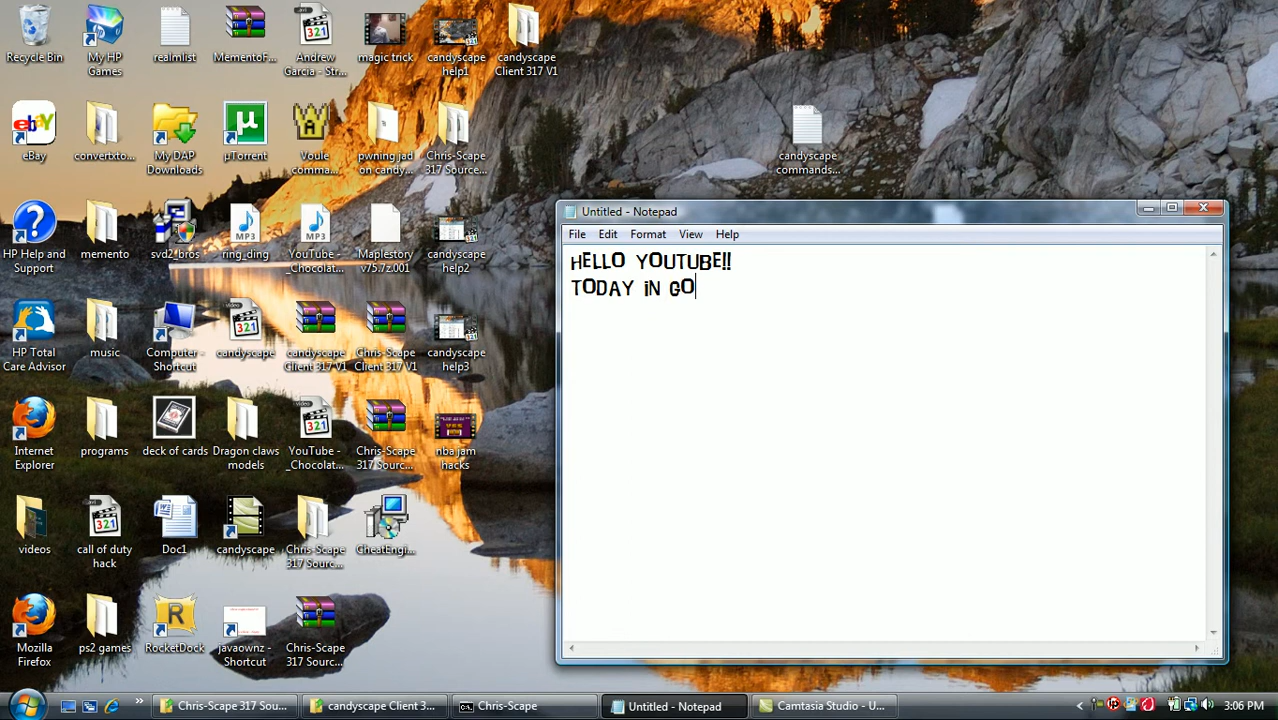 Recycle Bin
My HP
Games
realmlist
MementoF...
Andrew
Garcia - Str...
magic trick
candyscape
help1
candyscape
Client 317 V1
eBay
convertxto...
My DAP
Downloads
µTorrent
Voule
comma...
pwning jad
on candy...
Chris-Scape
317 Source...
candyscape
commands...
HP Help and
Support
memento
svd2_bros
ring_ding
YouTube -
_Chocolat...
Maplestory
v75.7z.001
candyscape
help2
HP Total
Care Advisor
music
Computer -
Shortcut
candyscape
candyscape
Client 317 V1
Chris-Scape
Client 317 V1
candyscape
help3
Internet
Explorer
programs
deck of cards
Dragon claws
models
YouTube -
_Chocolat...
Chris-Scape
317 Sourc...
nba jam
hacks
videos
call of duty
hack
Doc1
candyscape
Chris-Scape
317 Sourc...
CheatEngi...
Mozilla
Firefox
ps2 games
RocketDock
javaownz -
Shortcut
Chris-Scape
317 Sourc...
Untitled - Notepad
File Edit Format View Help
HELLO YOUTUBE!!
TODAY iN GO
Chris-Scape 317 Sou...
candyscape Client 3...
Chris-Scape
Untitled - Notepad
Camtasia Studio - U...
3:06 PM